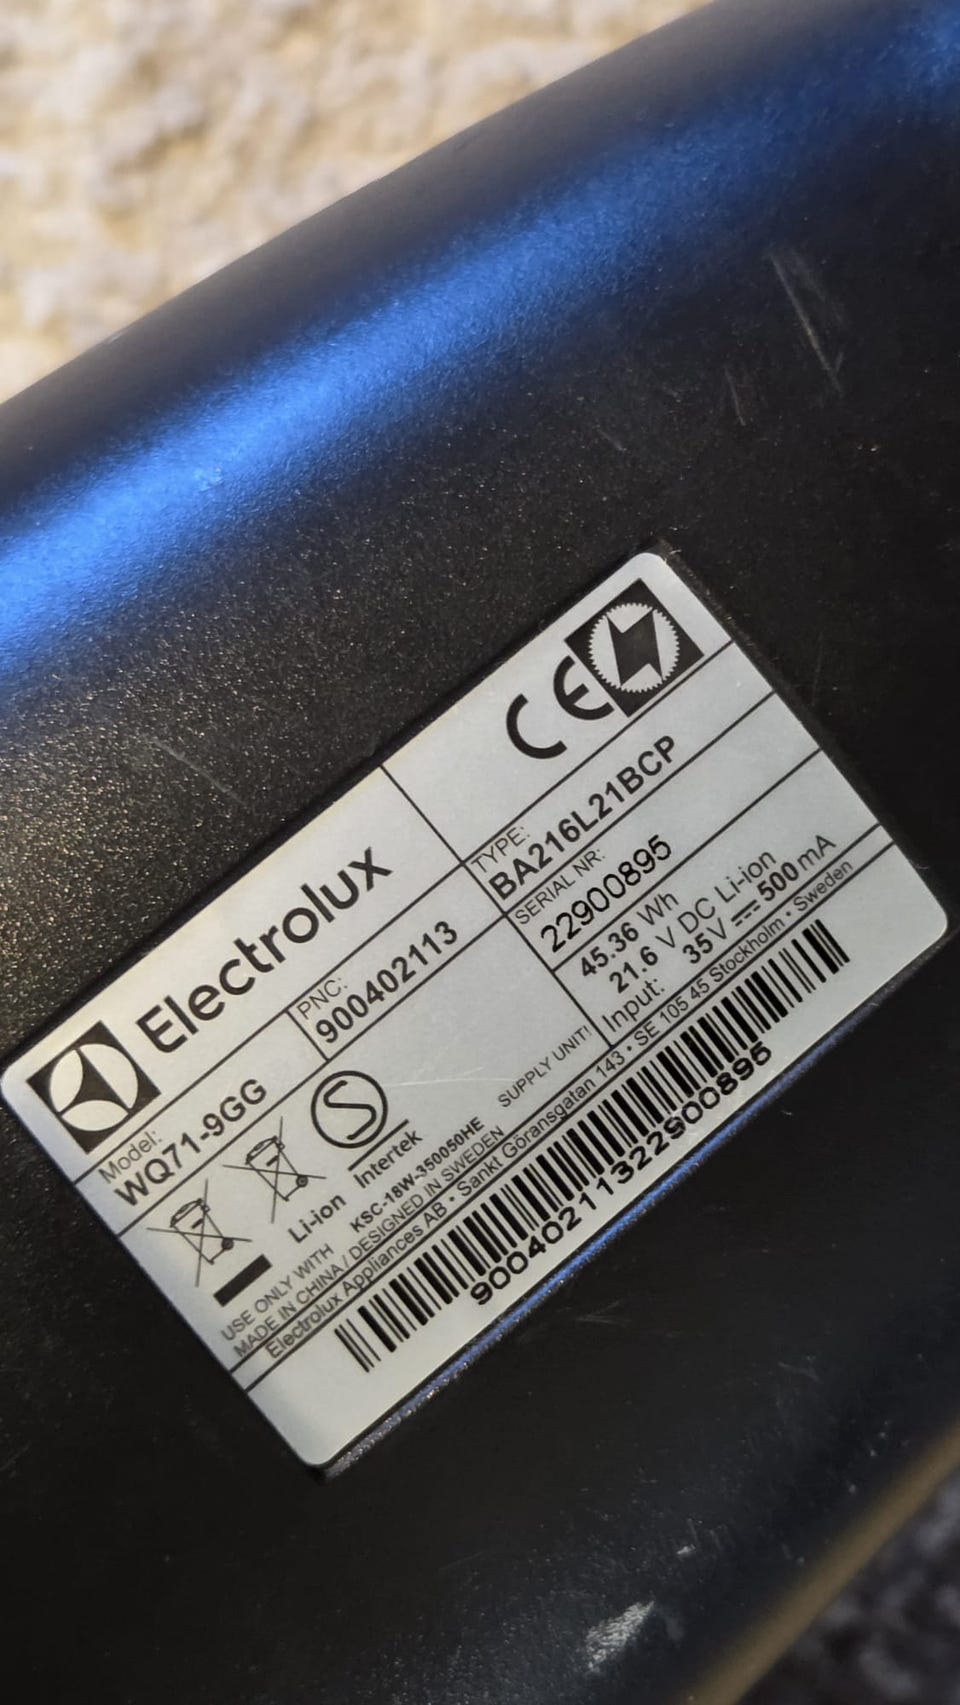 Electrolux
CE
Model:
WQ71-9GG
PNC:
900402113
TYPE:
BA216L21BCP
SERIAL NR:
22900895
45.36 Wh
21.6 V DC Li-ion
Input: 35V 500mA
S
Intertek
Li-ion
USE ONLY WITH KSC-18W-350050HE SUPPLY UNIT!
MADE IN CHINA / DESIGNED IN SWEDEN
Electrolux Appliances AB • Sankt Göransgatan 143 • SE 105 45 Stockholm • Sweden
90040211322900895